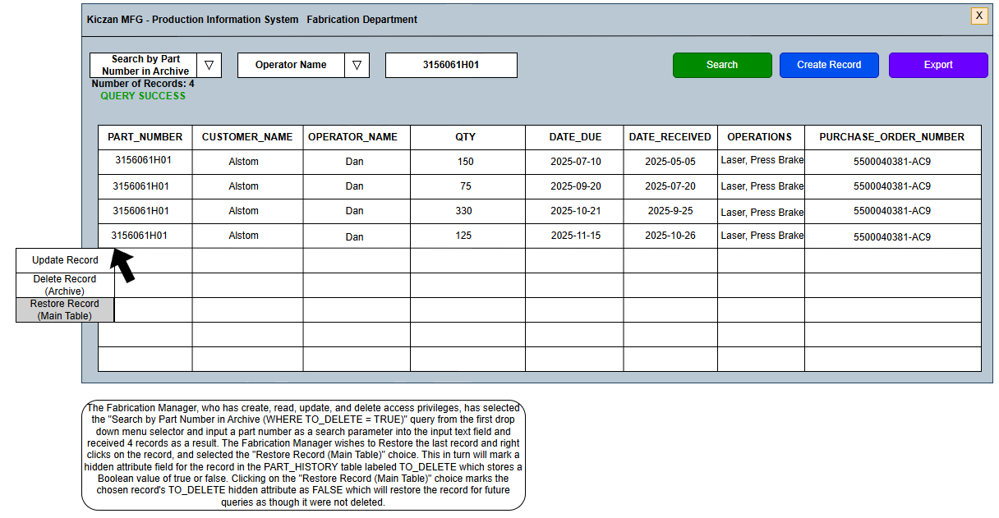 Kiczan MFG - Production Information System   Fabrication Department
X
Search by Part
Number in Archive
▽
Operator Name
▽
3156061H01
Search
Create Record
Export
Number of Records: 4
QUERY SUCCESS
PART_NUMBER CUSTOMER_NAME OPERATOR_NAME QTY DATE_DUE DATE_RECEIVED OPERATIONS PURCHASE_ORDER_NUMBER
3156061H01 Alstom Dan 150 2025-07-10 2025-05-05 Laser, Press Brake 5500040381-AC9
3156061H01 Alstom Dan 75 2025-09-20 2025-07-20 Laser, Press Brake 5500040381-AC9
3156061H01 Alstom Dan 330 2025-10-21 2025-9-25 Laser, Press Brake 5500040381-AC9
3156061H01 Alstom Dan 125 2025-11-15 2025-10-26 Laser, Press Brake 5500040381-AC9
Update Record
Delete Record
(Archive)
Restore Record
(Main Table)
The Fabrication Manager, who has create, read, update, and delete access privileges, has selected
the "Search by Part Number in Archive (WHERE TO_DELETE = TRUE)" query from the first drop
down menu selector and input a part number as a search parameter into the input text field and
received 4 records as a result. The Fabrication Manager wishes to Restore the last record and right
clicks on the record, and selected the "Restore Record (Main Table)" choice. This in turn will mark a
hidden attribute field for the record in the PART_HISTORY table labeled TO_DELETE which stores a
Boolean value of true or false. Clicking on the "Restore Record (Main Table)" choice marks the
chosen record's TO_DELETE hidden attribute as FALSE which will restore the record for future
queries as though it were not deleted.